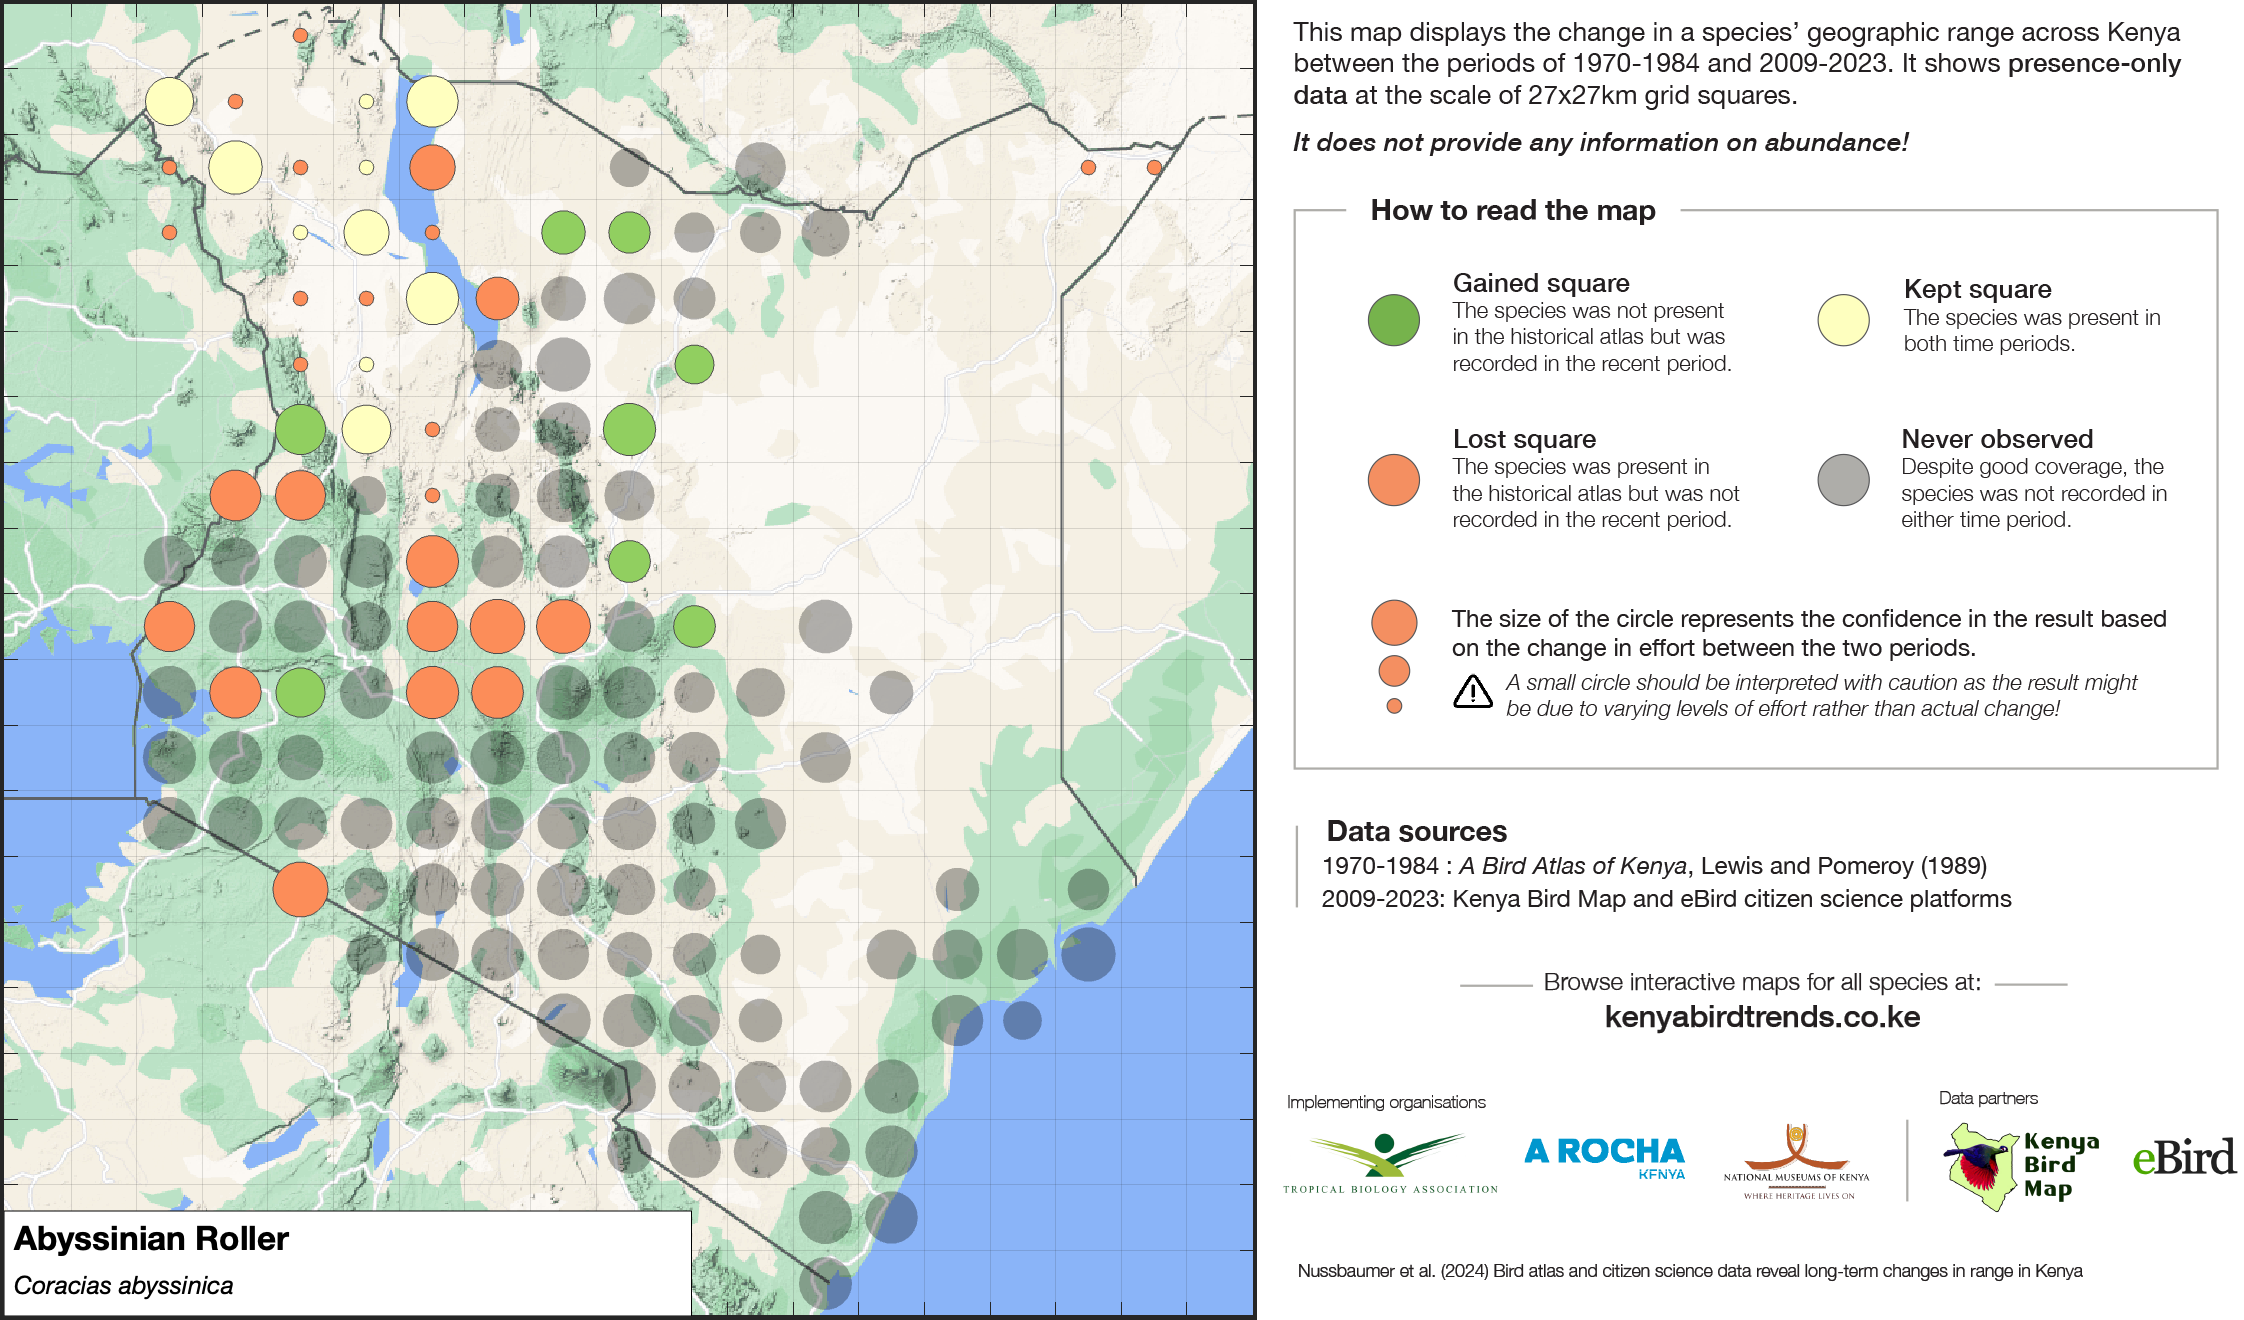 This map displays the change in a species’ geographic range across Kenya
between the periods of 1970-1984 and 2009-2023. It shows presence-only
data at the scale of 27x27km grid squares.
It does not provide any information on abundance!
How to read the map
Gained square
The species was not present
in the historical atlas but was
recorded in the recent period.
Kept square
The species was present in
both time periods.
Lost square
The species was present in
the historical atlas but was not
recorded in the recent period.
Never observed
Despite good coverage, the
species was not recorded in
either time period.
The size of the circle represents the confidence in the result based
on the change in effort between the two periods.
A small circle should be interpreted with caution as the result might
be due to varying levels of effort rather than actual change!
Data sources
1970-1984 : A Bird Atlas of Kenya, Lewis and Pomeroy (1989)
2009-2023: Kenya Bird Map and eBird citizen science platforms
Browse interactive maps for all species at:
kenyabirdtrends.co.ke
Implementing organisations
Data partners
TROPICAL BIOLOGY ASSOCIATION
A ROCHA
KENYA
NATIONAL MUSEUMS OF KENYA
WHERE HERITAGE LIVES ON
Kenya
Bird
Map
eBird
Abyssinian Roller
Coracias abyssinica
Nussbaumer et al. (2024) Bird atlas and citizen science data reveal long-term changes in range in Kenya